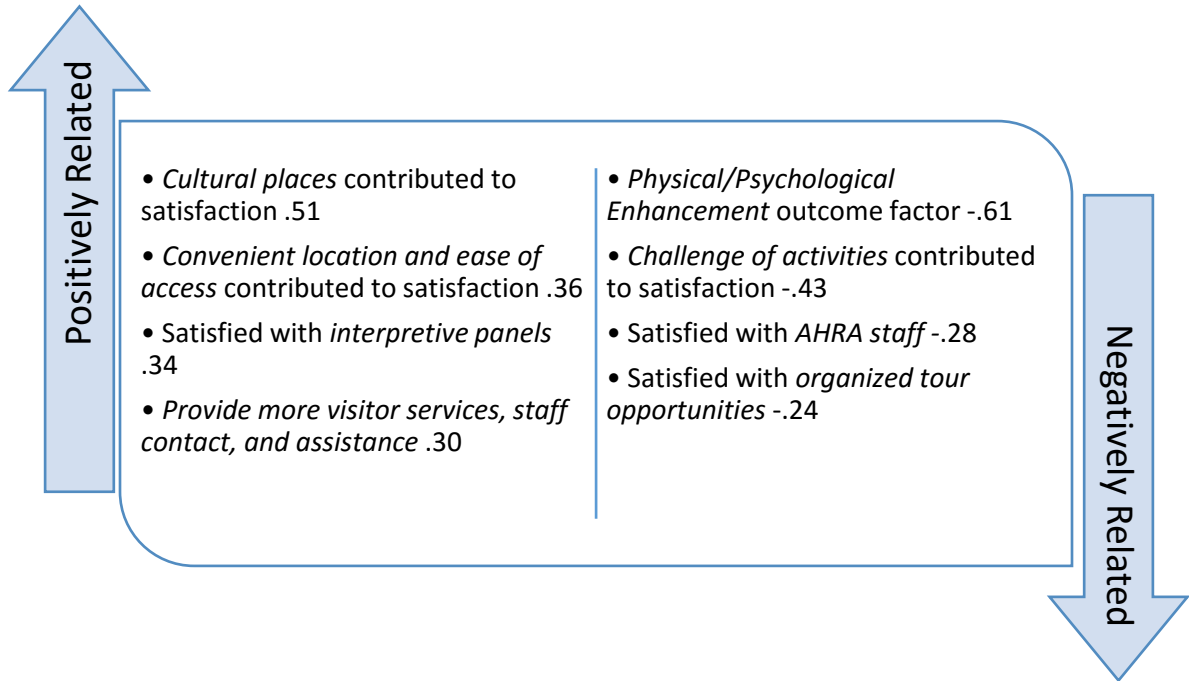 Positively Related
• Cultural places contributed to
satisfaction .51
• Convenient location and ease of
access contributed to satisfaction .36
• Satisfied with interpretive panels
.34
• Provide more visitor services, staff
contact, and assistance .30
• Physical/Psychological
Enhancement outcome factor -.61
• Challenge of activities contributed
to satisfaction -.43
• Satisfied with AHRA staff -.28
• Satisfied with organized tour
opportunities -.24
Negatively Related